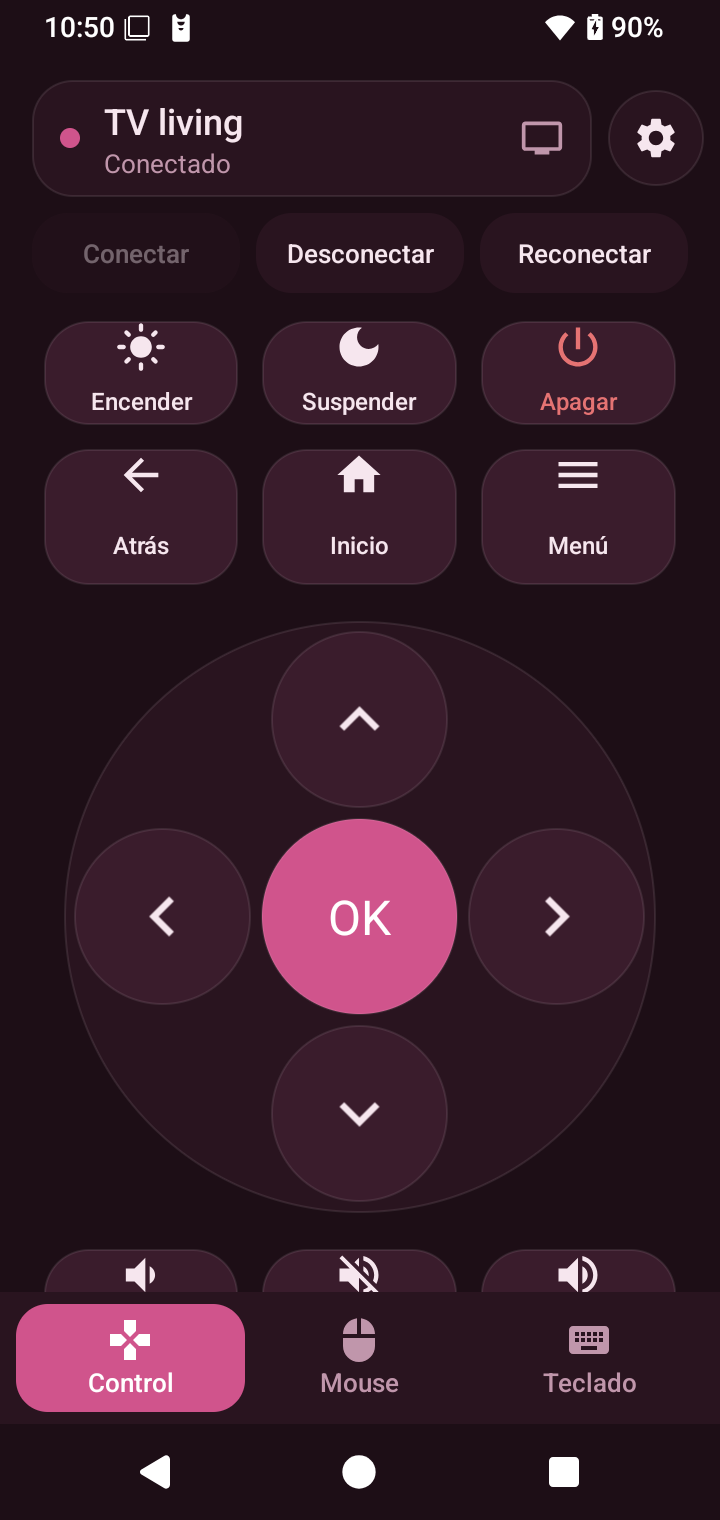 10:50
90%
TV living
Conectado
Conectar
Desconectar
Reconectar
Encender
Suspender
Apagar
Atrás
Inicio
Menú
OK
Control
Mouse
Teclado